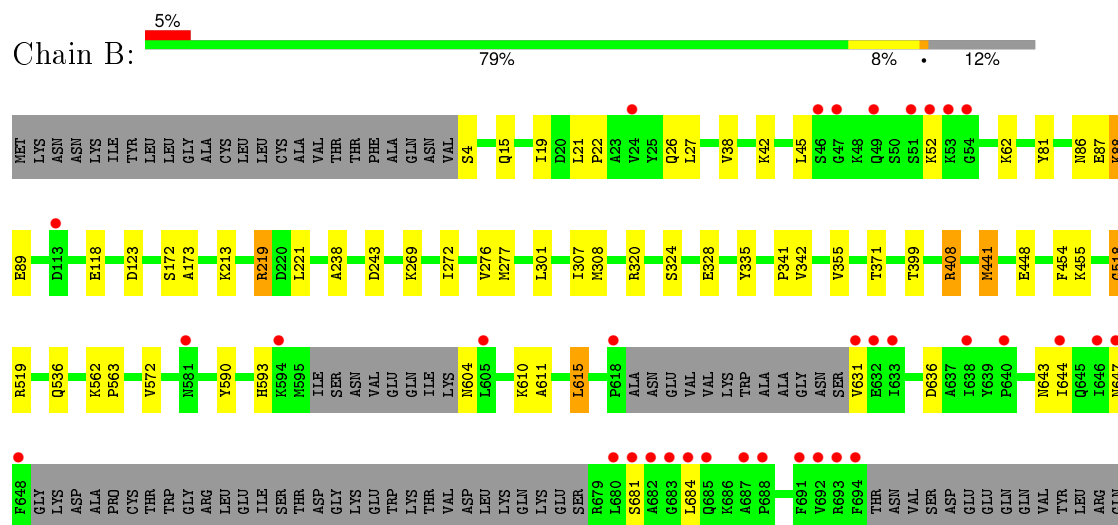 5%
Chain B:
79% 8% • 12%
MET LYS ASN ASN LYS ILE TYR LEU LEU GLY ALA CYS LEU LEU CYS ALA VAL THR THR PHE ALA GLN ASN VAL S4 Q15 I19 D20 L21 P22 A23 V24 Y25 Q26 L27 V38 K42 L45 S46 G47 K48 Q49 S50 S51 K52 K53 G54 K62 Y81 N86 E87 K88
E89 D113 E118 D123 S172 A173 K213 R219 D220 L221 A238 D243 K269 I272 V276 N277 L301 I307 M308 R320 S324 E328 Y335 P341 V342 V355 T371 T399 R408 M441 E448 F454 K455 G518
R519 Q536 K562 P563 V572 N581 Y590 H593 K594 M595 ILE SER ASN VAL GLU GLN ILE LYS N604 L605 K610 A611 L615 P618 ALA ASN GLU VAL VAL LYS TRP ALA ALA GLY ASN SER V631 E632 I633 D636 A637 I638 Y639 P640 N643 I644 Q645 I646 N647
F648 GLY LYS ASP ALA PRO CYS THR TRP GLY ARG LEU GLU ILE SER THR ASP GLY LYS GLU TRP LYS THR VAL ASP LEU LYS GLN LYS GLU SER R679 L680 S681 A682 G683 L684 Q685 K686 A687 P688 F691 V692 R693 F694 THR ASN VAL SER ASP GLU GLU GLN GLN VAL TYR LEU ARG GLN